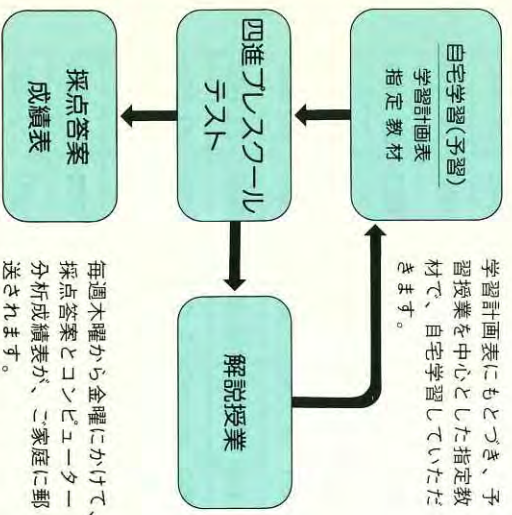 自宅学習(予習)
学習計画表
指定教材
四進プレスクール
テスト
採点答案
成績表
解説授業
学習計画表にもとづき、予
習授業を中心とした指定教
材で、自宅学習していただ
きます。
毎週木曜から金曜にかけて、
採点答案とコンピューター
分析成績表が、ご家庭に郵
送されます。